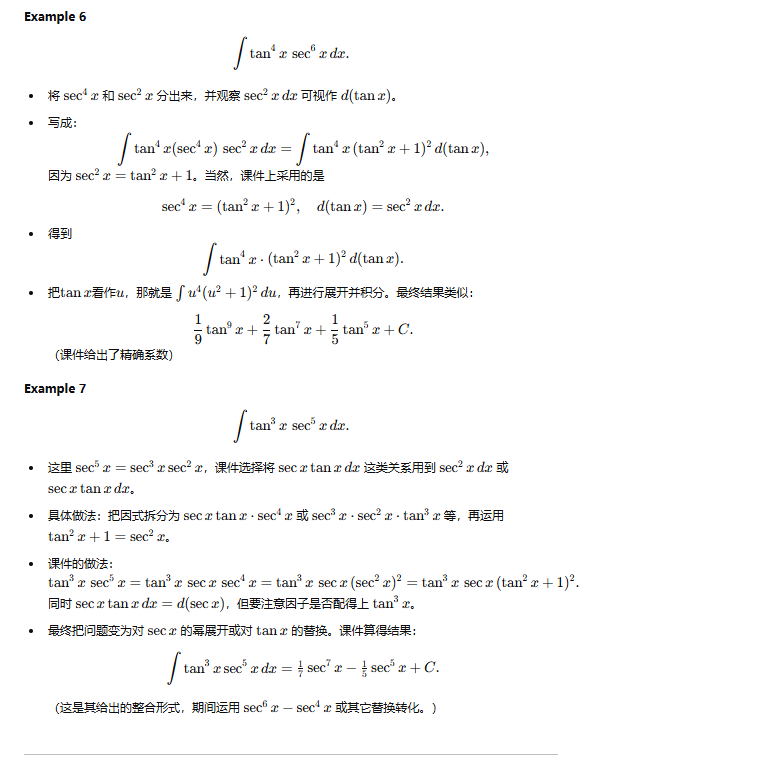 Example 6
∫ tan⁴ x sec⁶ x dx.
• 将 sec⁴ x 和 sec² x 分出来，并观察 sec² x dx 可视作 d(tan x)。
• 写成：
∫ tan⁴ x(sec⁴ x) sec² x dx = ∫ tan⁴ x (tan² x + 1)² d(tan x),
因为 sec² x = tan² x + 1。当然，课件上采用的是
sec⁴ x = (tan² x + 1)², d(tan x) = sec² x dx.
• 得到
∫ tan⁴ x · (tan² x + 1)² d(tan x).
• 把tan x看作u，那就是 ∫ u⁴(u² + 1)² du，再进行展开并积分。最终结果类似：
1/9 tan⁹ x + 2/7 tan⁷ x + 1/5 tan⁵ x + C.
（课件给出了精确系数）
Example 7
∫ tan³ x sec⁵ x dx.
• 这里 sec⁵ x = sec³ x sec² x，课件选择将 sec x tan x dx 这类关系用到 sec² x dx 或
sec x tan x dx。
• 具体做法：把因式拆分为 sec x tan x · sec⁴ x 或 sec³ x · sec² x · tan³ x 等，再运用
tan² x + 1 = sec² x。
• 课件的做法：
tan³ x sec⁵ x = tan³ x sec x sec⁴ x = tan³ x sec x (sec² x)² = tan³ x sec x (tan² x + 1)².
同时 sec x tan x dx = d(sec x)，但要注意因子是否配得上 tan³ x。
• 最终把问题变为对 sec x 的幂展开或对 tan x 的替换。课件算得结果：
∫ tan³ x sec⁵ x dx = 1/7 sec⁷ x − 1/5 sec⁵ x + C.
（这是其给出的整合形式，期间运用 sec⁶ x − sec⁴ x 或其它替换转化。）